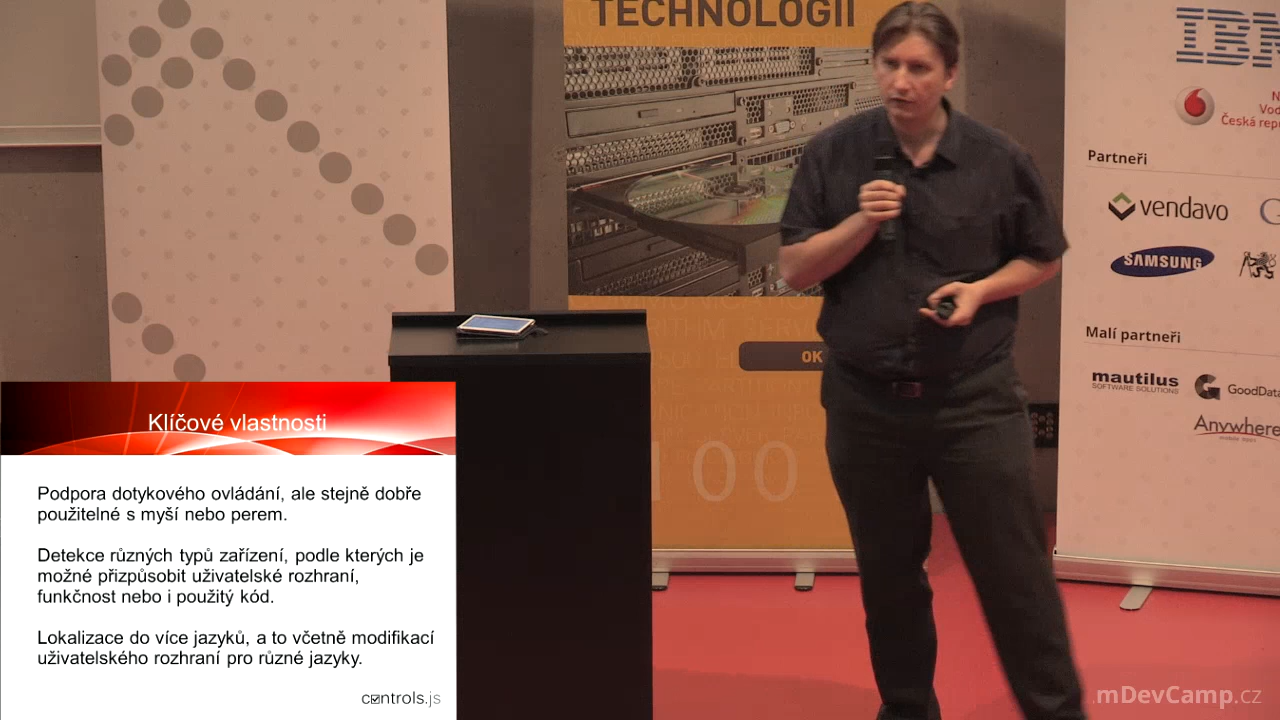 TECHNOLOGII
OK
100
IBM
Partneři
vendavo
SAMSUNG
Malí partneři
mautilus
SOFTWARE SOLUTIONS
GoodData
Anywhere
Klíčové vlastnosti
Podpora dotykového ovládání, ale stejně dobře
použitelné s myší nebo perem.
Detekce různých typů zařízení, podle kterých je
možné přizpůsobit uživatelské rozhraní,
funkčnost nebo i použitý kód.
Lokalizace do více jazyků, a to včetně modifikací
uživatelského rozhraní pro různé jazyky.
controls.js
mDevCamp.cz